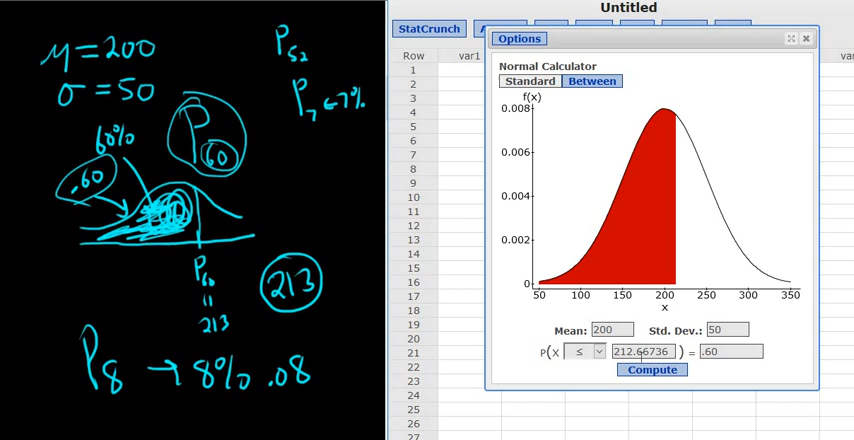 μ = 200
σ = 50
P52
P7 ← 7%
P60
60%
.60
P60
=
213
213
P8 → 8% .08
Untitled
StatCrunch
Options
Row var1
1
2
3
4
5
6
7
8
9
10
11
12
13
14
15
16
17
18
19
20
21
22
23
24
25
26
27
Normal Calculator
Standard Between
f(x)
0.008
0.006
0.004
0.002
0
50 100 150 200 250 300 350
x
Mean: 200 Std. Dev.: 50
P(X ≤ 212.66736 ) = .60
Compute